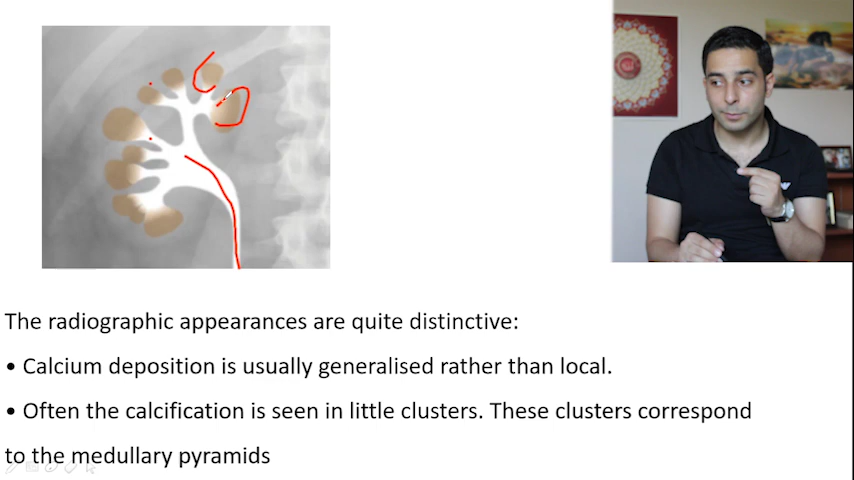 The radiographic appearances are quite distinctive:
• Calcium deposition is usually generalised rather than local.
• Often the calcification is seen in little clusters. These clusters correspond
to the medullary pyramids